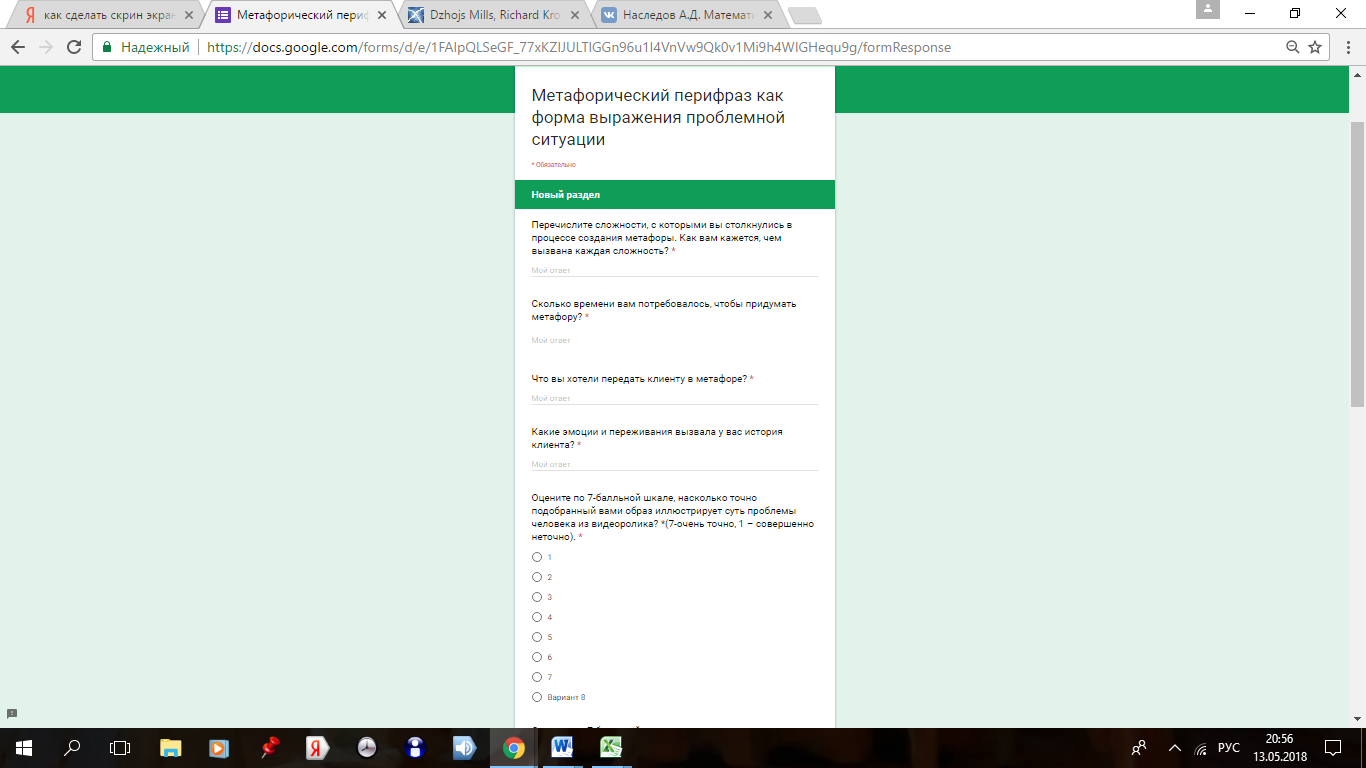 как сделать скрин экран
Метафорический периф
Dzhojs Mills, Richard Kro
Наследов А.Д. Математ
Надежный
https://docs.google.com/forms/d/e/1FAIpQLSeGF_77xKZIJULTlGGn96u1I4VnVw9Qk0v1Mi9h4WIGHequ9g/formResponse
Метафорический перифраз как
форма выражения проблемной
ситуации
* Обязательно
Новый раздел
Перечислите сложности, с которыми вы столкнулись в
процессе создания метафоры. Как вам кажется, чем
вызвана каждая сложность? *
Мой ответ
Сколько времени вам потребовалось, чтобы придумать
метафору? *
Мой ответ
Что вы хотели передать клиенту в метафоре? *
Мой ответ
Какие эмоции и переживания вызвала у вас история
клиента? *
Мой ответ
Оцените по 7-балльной шкале, насколько точно
подобранный вами образ иллюстрирует суть проблемы
человека из видеоролика? *(7-очень точно, 1 – совершенно
неточно). *
1
2
3
4
5
6
7
Вариант 8
РУС
20:56
13.05.2018